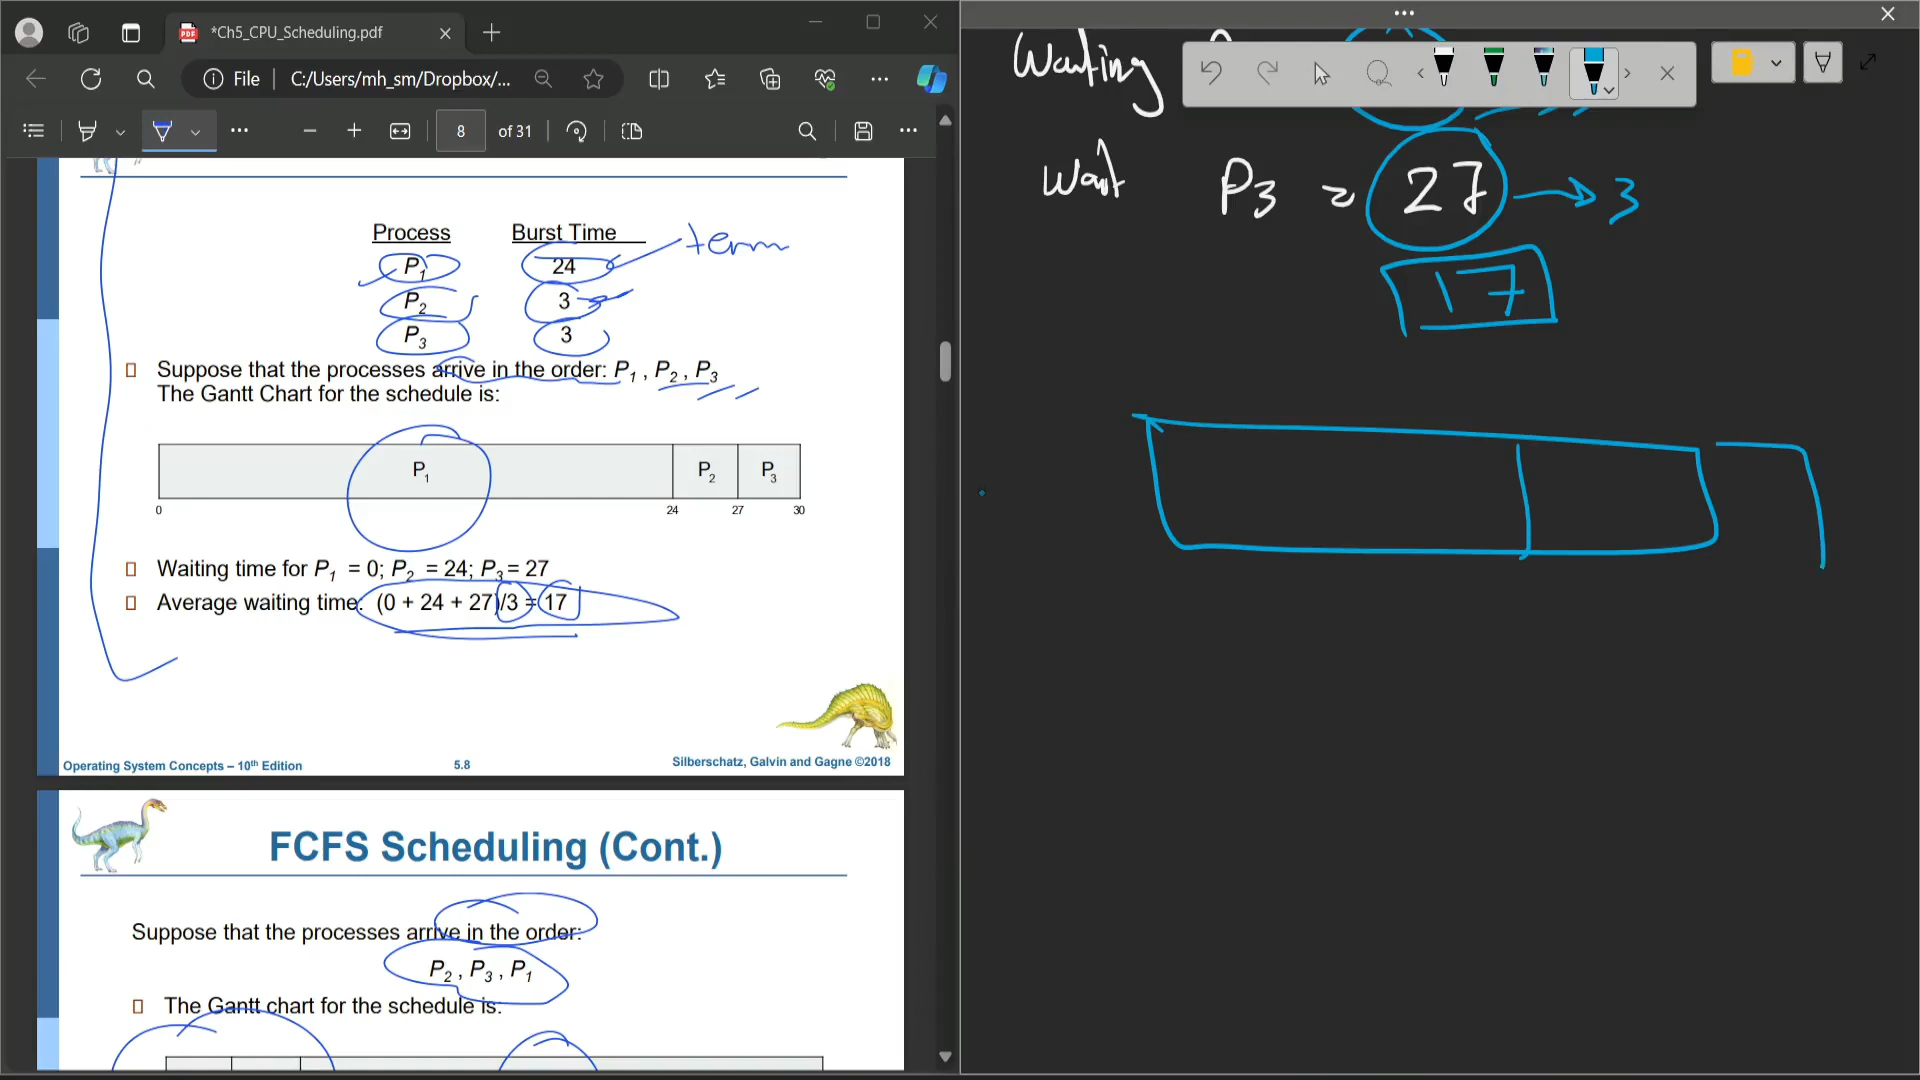 *Ch5_CPU_Scheduling.pdf
File
C:/Users/mh_sm/Dropbox/...
8 of 31
Process Burst Time
P1 24 term
P2 3
P3 3
Suppose that the processes arrive in the order: P1 , P2 , P3
The Gantt Chart for the schedule is:
P1 P2 P3
0 24 27 30
Waiting time for P1 = 0; P2 = 24; P3 = 27
Average waiting time: (0 + 24 + 27)/3 = 17
Operating System Concepts – 10th Edition 5.8 Silberschatz, Galvin and Gagne ©2018
FCFS Scheduling (Cont.)
Suppose that the processes arrive in the order:
P2 , P3 , P1
The Gantt chart for the schedule is:
Waiting
Wait P3 = 27 → 3
17